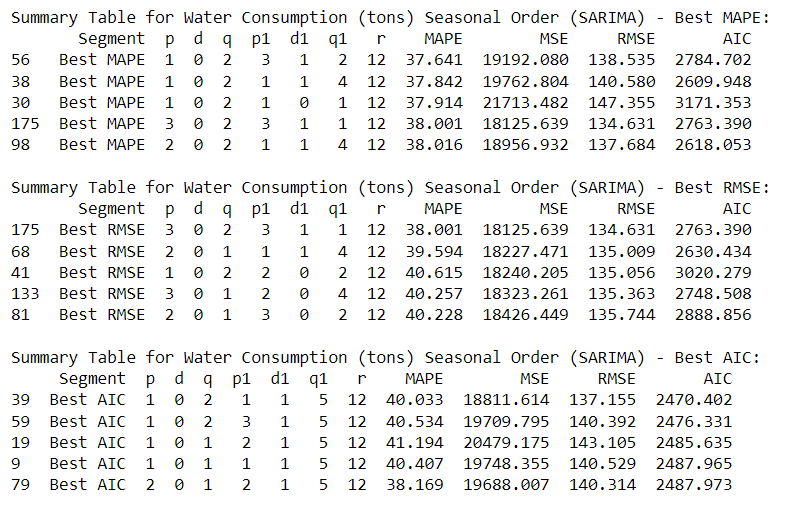 Summary Table for Water Consumption (tons) Seasonal Order (SARIMA) - Best MAPE:
Segment p d q p1 d1 q1 r MAPE MSE RMSE AIC
56 Best MAPE 1 0 2 3 1 2 12 37.641 19192.080 138.535 2784.702
38 Best MAPE 1 0 2 1 1 4 12 37.842 19762.804 140.580 2609.948
30 Best MAPE 1 0 2 1 0 1 12 37.914 21713.482 147.355 3171.353
175 Best MAPE 3 0 2 3 1 1 12 38.001 18125.639 134.631 2763.390
98 Best MAPE 2 0 2 1 1 4 12 38.016 18956.932 137.684 2618.053
Summary Table for Water Consumption (tons) Seasonal Order (SARIMA) - Best RMSE:
Segment p d q p1 d1 q1 r MAPE MSE RMSE AIC
175 Best RMSE 3 0 2 3 1 1 12 38.001 18125.639 134.631 2763.390
68 Best RMSE 2 0 1 1 1 4 12 39.594 18227.471 135.009 2630.434
41 Best RMSE 1 0 2 2 0 2 12 40.615 18240.205 135.056 3020.279
133 Best RMSE 3 0 1 2 0 4 12 40.257 18323.261 135.363 2748.508
81 Best RMSE 2 0 1 3 0 2 12 40.228 18426.449 135.744 2888.856
Summary Table for Water Consumption (tons) Seasonal Order (SARIMA) - Best AIC:
Segment p d q p1 d1 q1 r MAPE MSE RMSE AIC
39 Best AIC 1 0 2 1 1 5 12 40.033 18811.614 137.155 2470.402
59 Best AIC 1 0 2 3 1 5 12 40.534 19709.795 140.392 2476.331
19 Best AIC 1 0 1 2 1 5 12 41.194 20479.175 143.105 2485.635
9 Best AIC 1 0 1 1 1 5 12 40.407 19748.355 140.529 2487.965
79 Best AIC 2 0 1 2 1 5 12 38.169 19688.007 140.314 2487.973